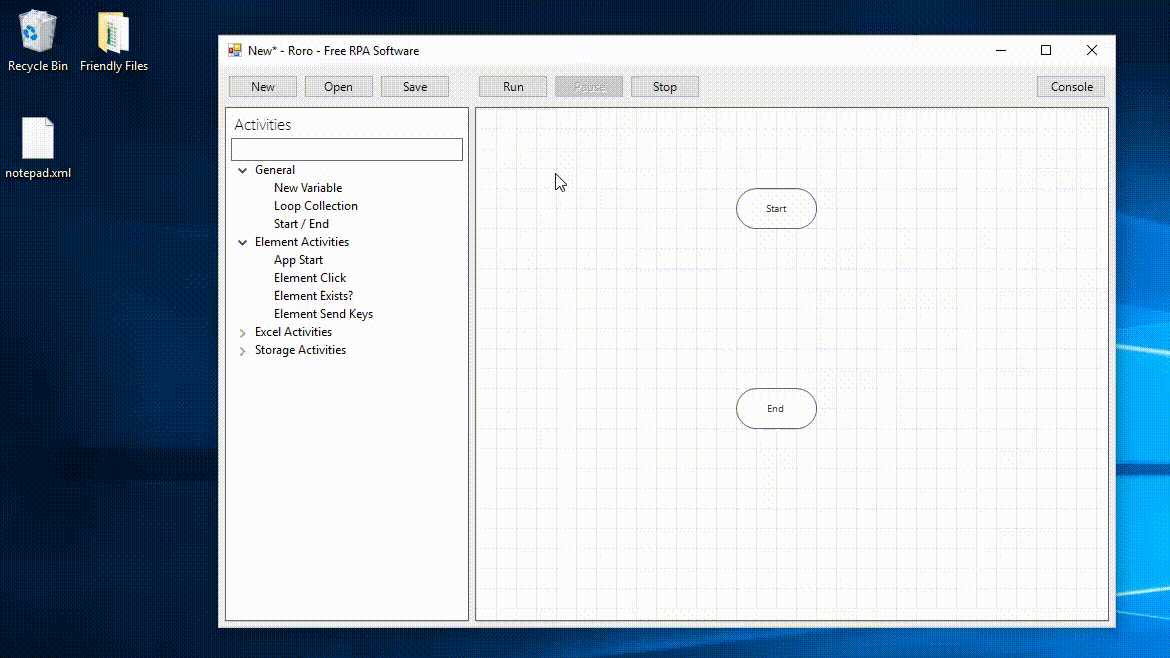 Recycle Bin
Friendly Files
notepad.xml
New* - Roro - Free RPA Software
New Open Save Run Pause Stop Console
Activities
General
New Variable
Loop Collection
Start / End
Element Activities
App Start
Element Click
Element Exists?
Element Send Keys
Excel Activities
Storage Activities
Start
End